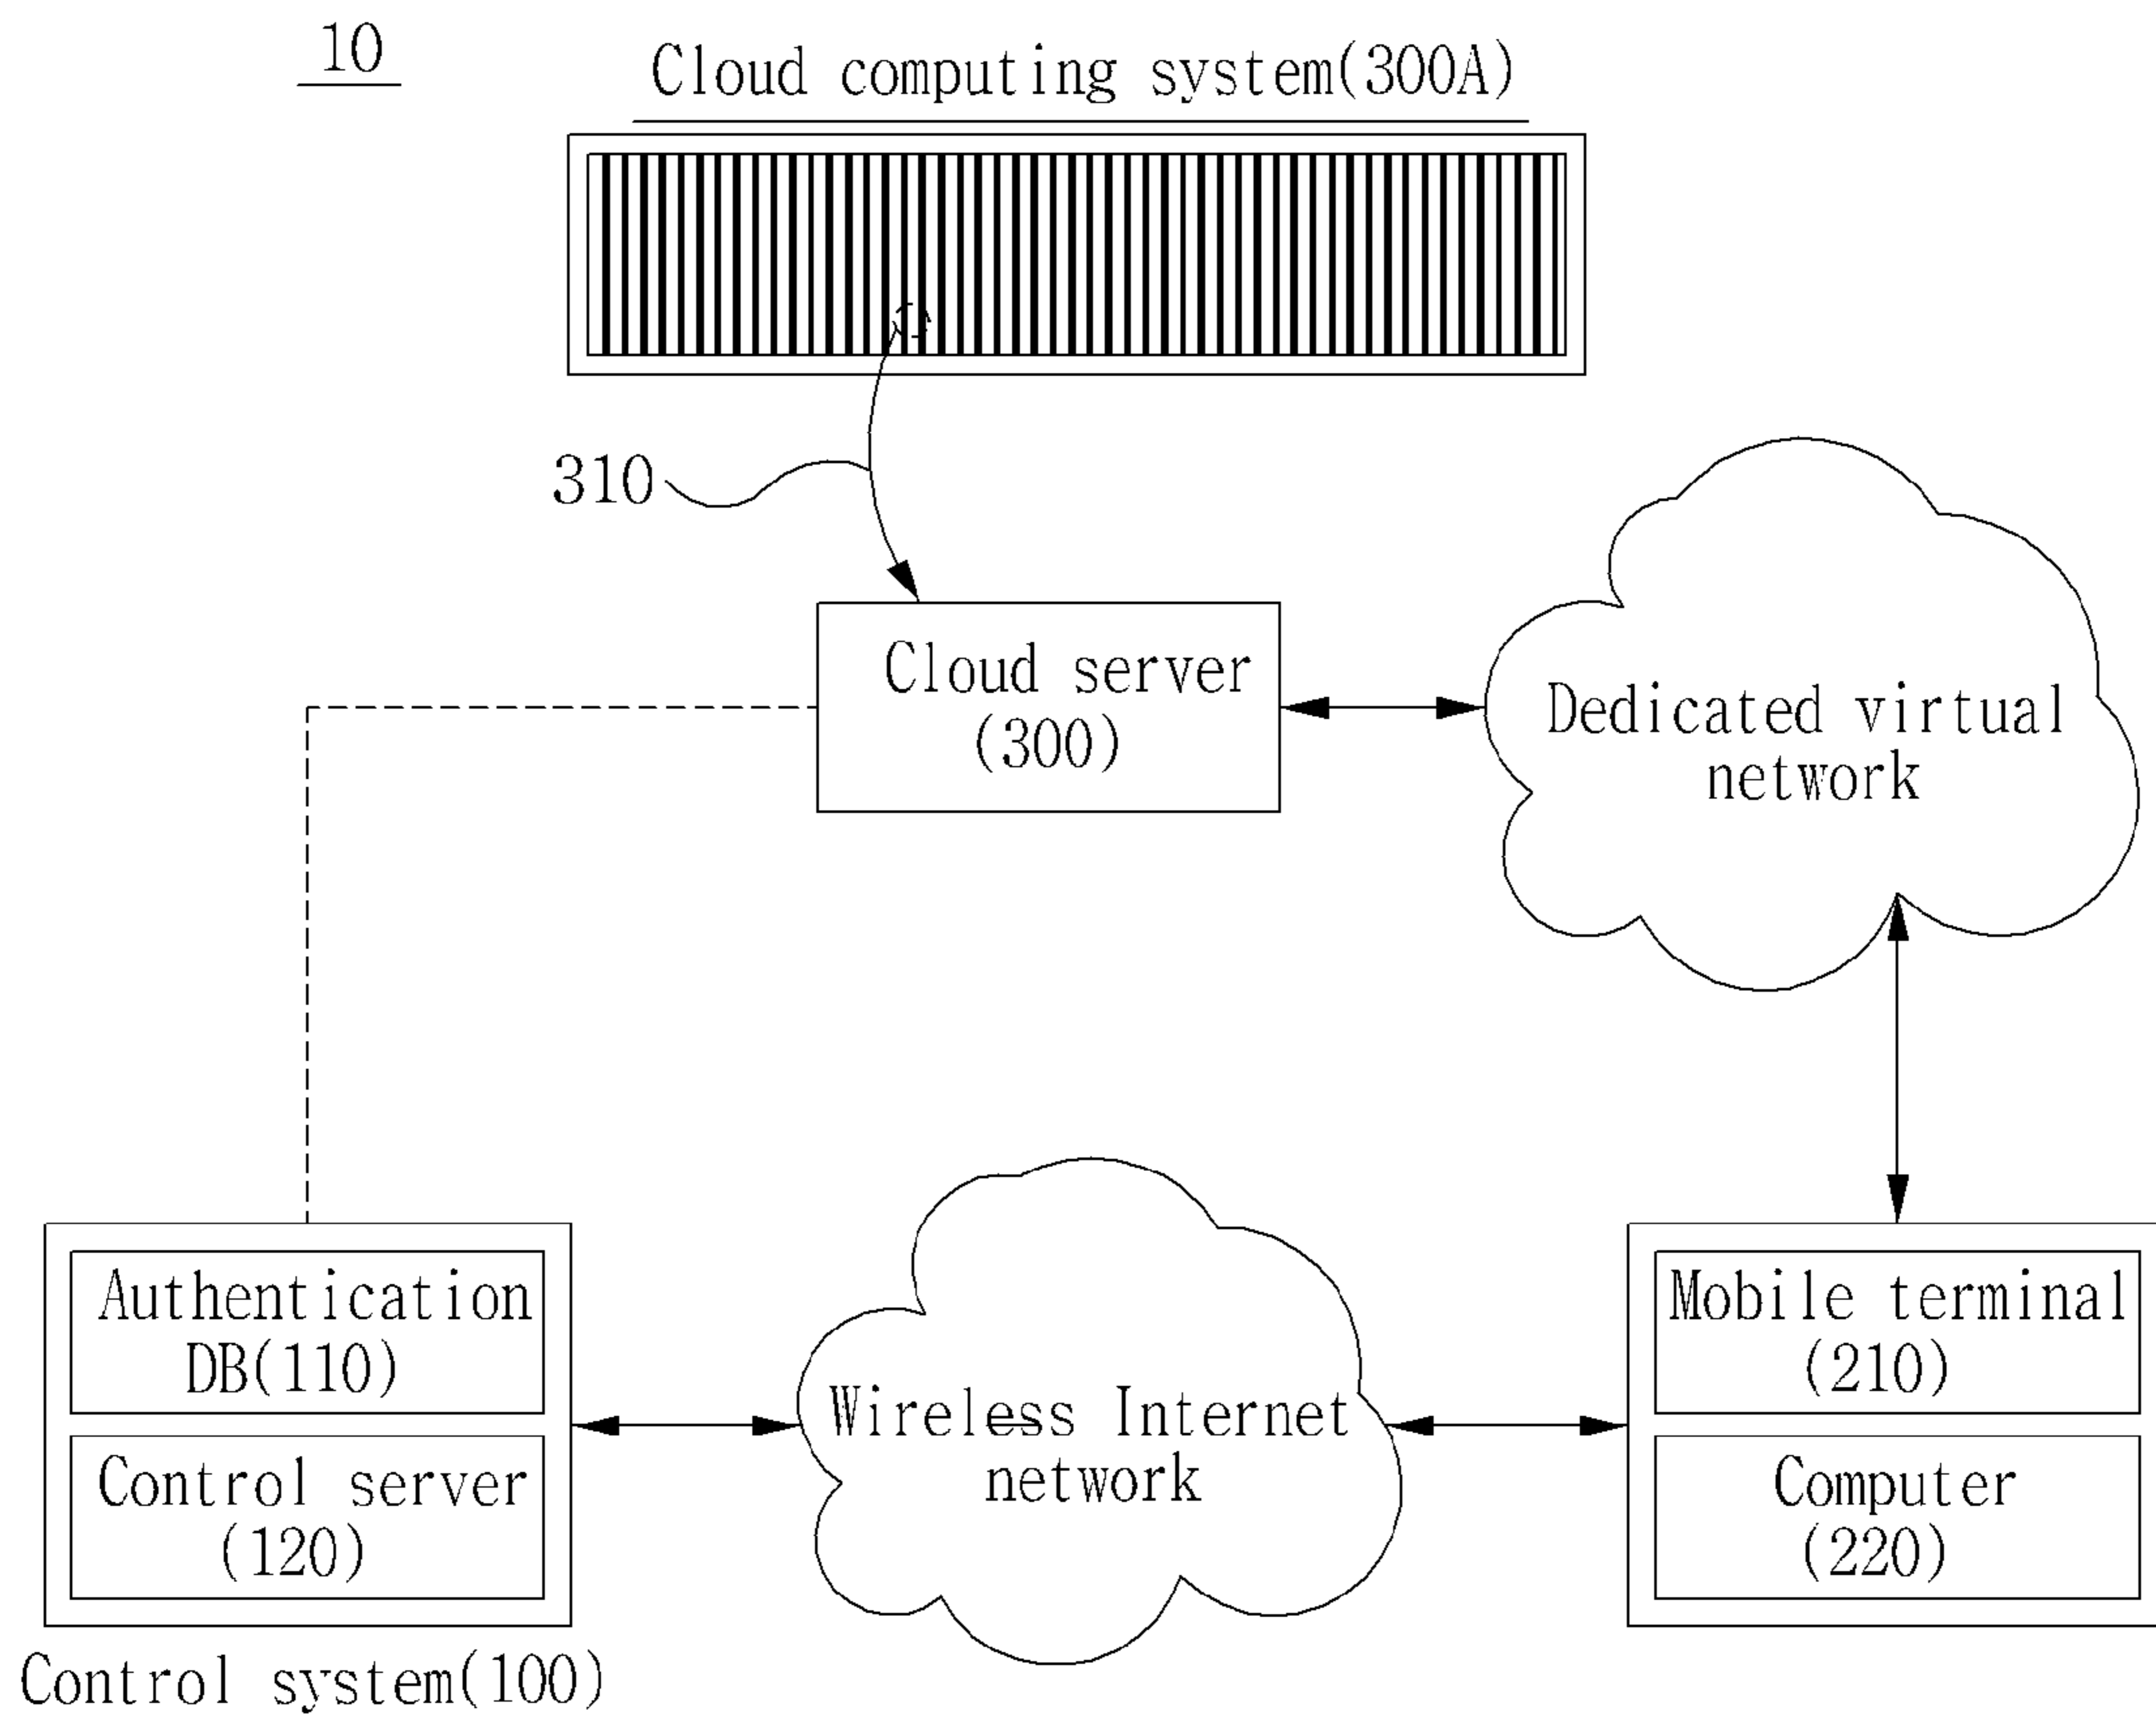 10
Cloud computing system(300A)
310
Cloud server
(300)
Dedicated virtual
network
Authentication
DB(110)
Control server
(120)
Control system(100)
Wireless Internet
network
Mobile terminal
(210)
Computer
(220)